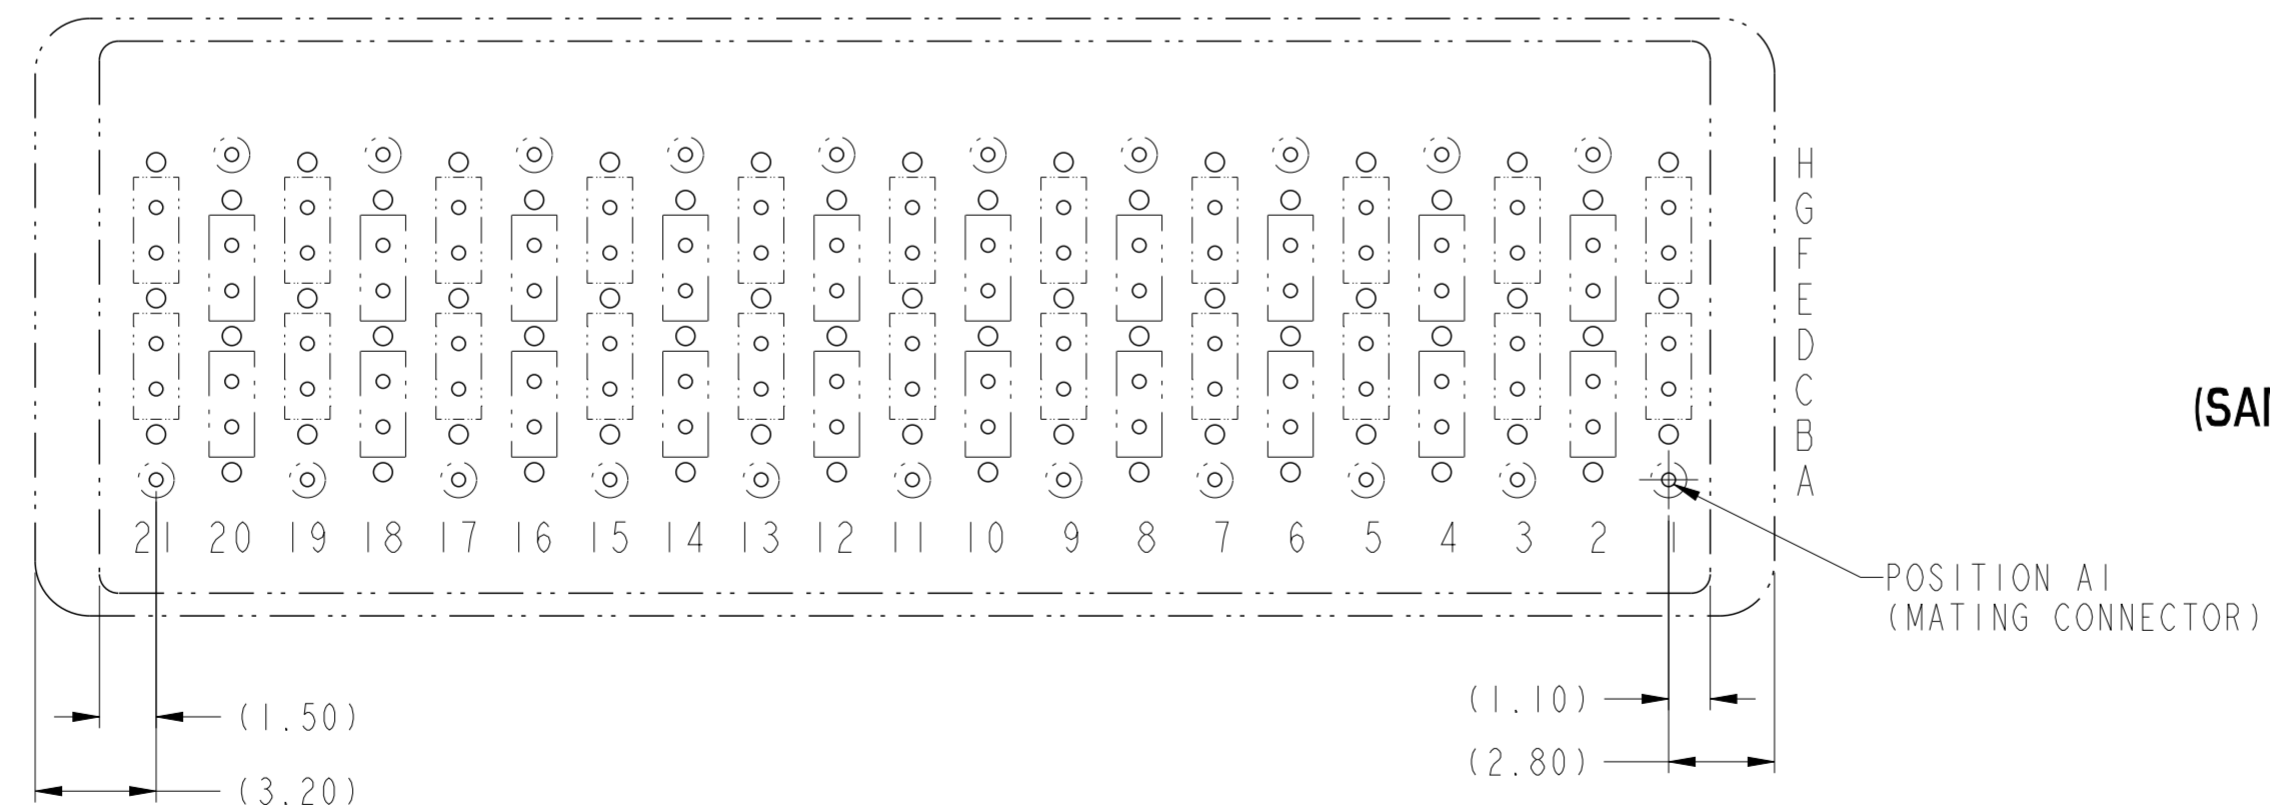 H
G
F
E
D
C
B
A
21 20 19 18 17 16 15 14 13 12 11 10 9 8 7 6 5 4 3 2 1
(SAM
POSITION A1
(MATING CONNECTOR)
(1.10)
(1.50)
(2.80)
(3.20)